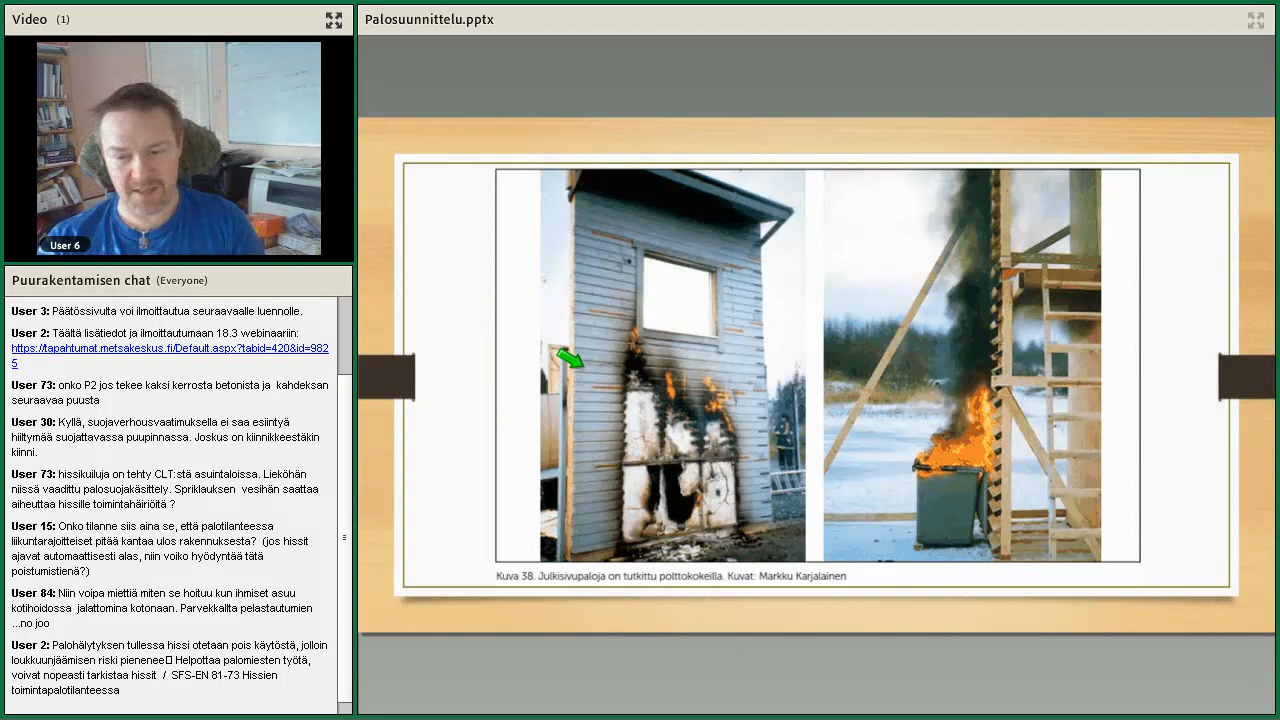 Video (1)
Palosuunnittelu.pptx
User 6
Puurakentamisen chat (Everyone)
User 3: Päätössivulta voi ilmoittautua seuraavaalle luennolle
User 2: Täältä lisätiedot ja ilmoittautumaan 18.3 webinaariin:
https://tapahtumat.metsakeskus.fi/Default.aspx?tabid=420&id=982
5
User 73: onko P2 jos tekee kaksi kerrosta betonista ja kahdeksan
seuraavaa puusta
User 30: Kyllä, suojaverhousvaatimuksella ei saa esiintyä
hiiltymää suojattavassa puupinnassa. Joskus on kiinnikkeestäkin
kiinni.
User 73: hissikuiluja on tehty CLT:stä asuintaloissa. Lieköhän
niissä vaadittu palosuojakäsittely. Spriklauksen vesihän saattaa
aiheuttaa hissille toimintahäiriöttä ?
User 15: Onko tilanne siis aina se, että palotilanteessa
liikuntarajoitteiset pitää kantaa ulos rakennuksesta? (jos hissit
ajavat automaattisesti alas, niin voiko hyödyntää tätä
poistumistienä?)
User 84: Niin voipa miettiä miten se hoituu kun ihmiset asuu
kotihoidossa jalattomina kotonaan. Parvekkallta pelastautumien
...no joo
User 2: Palohälytyksen tullessa hissi otetaan pois käytöstä, jolloin
loukkuunjäämisen riski pienenee Helpottaa palomiesten työtä,
voivat nopeasti tarkistaa hissit / SFS-EN 81-73 Hissien
toimintapalotilanteessa
Kuva 38. Julkisivupaloja on tutkittu polttokokeilla. Kuvat: Markku Karjalainen